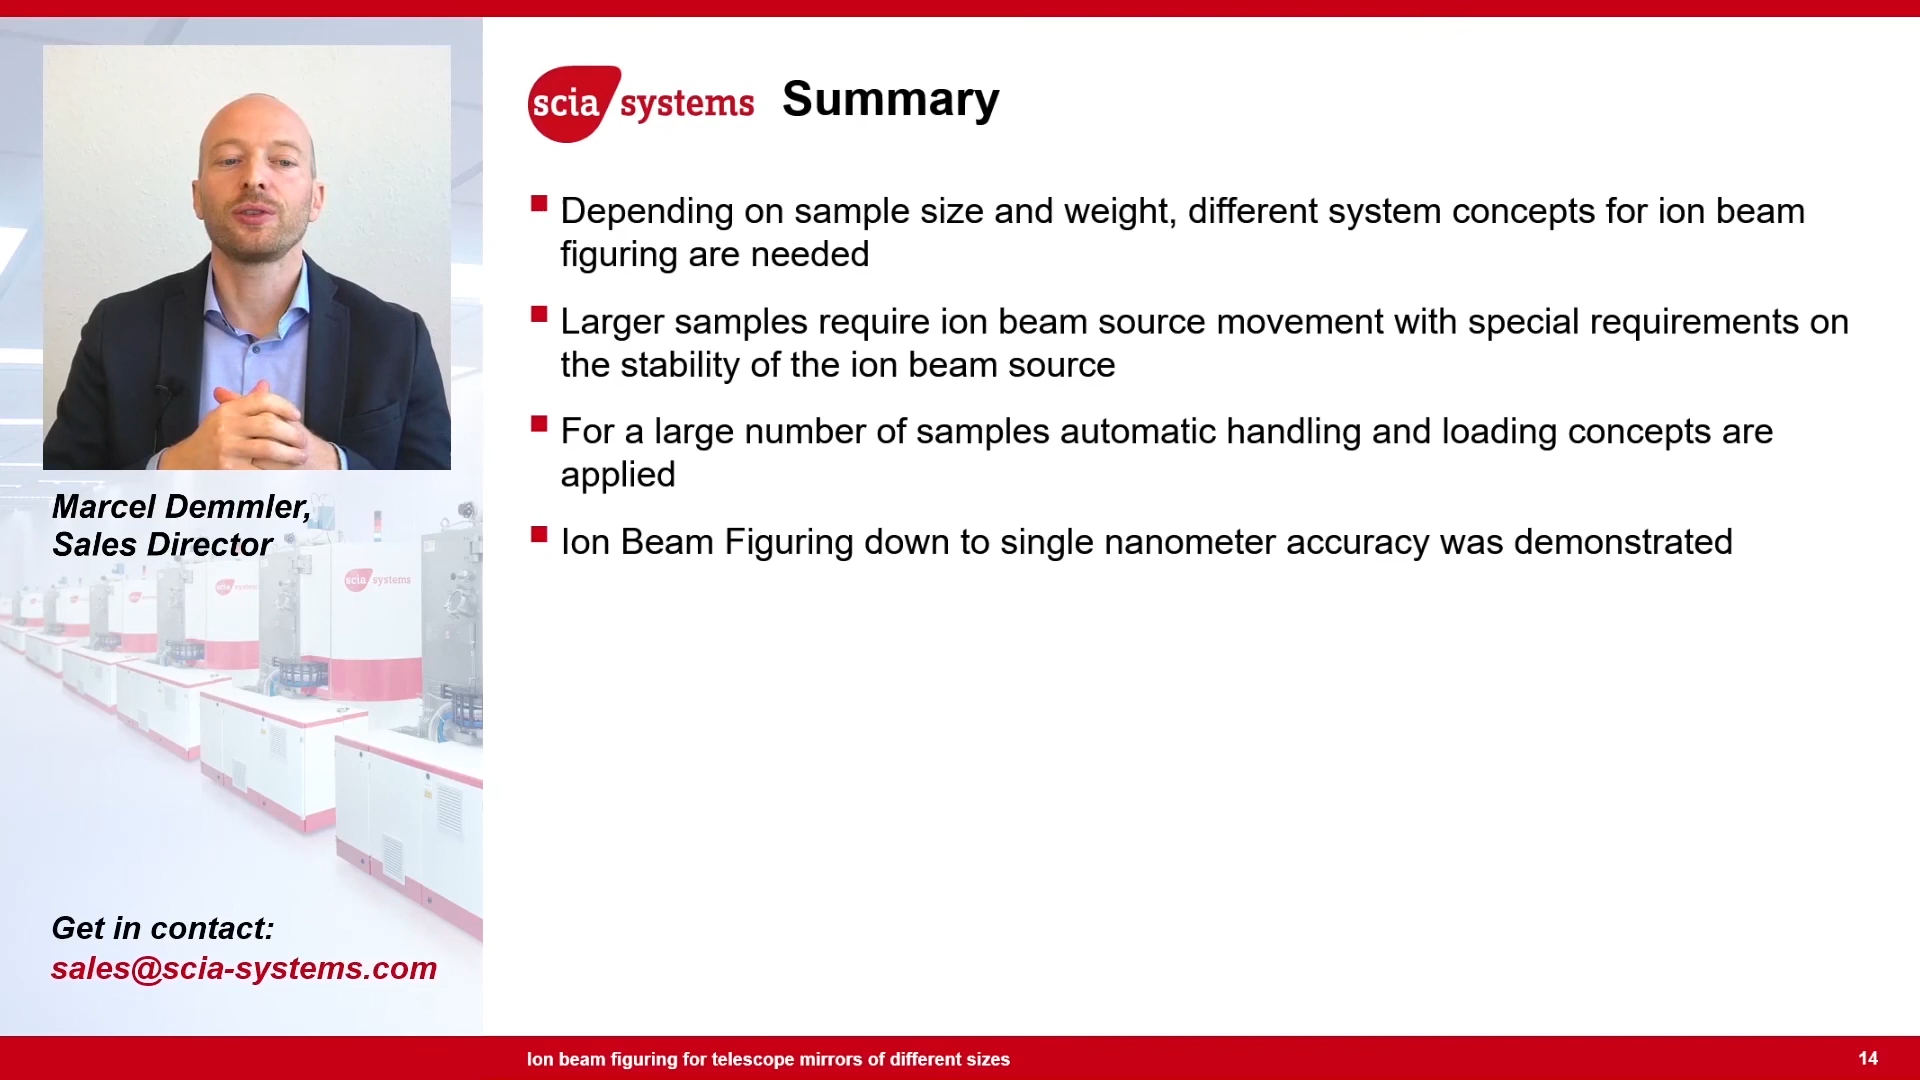 scia systems Summary
Depending on sample size and weight, different system concepts for ion beam
figuring are needed
Larger samples require ion beam source movement with special requirements on
the stability of the ion beam source
For a large number of samples automatic handling and loading concepts are
applied
Ion Beam Figuring down to single nanometer accuracy was demonstrated
Marcel Demmler,
Sales Director
scia systems
scia systems
Get in contact:
sales@scia-systems.com
Ion beam figuring for telescope mirrors of different sizes
14